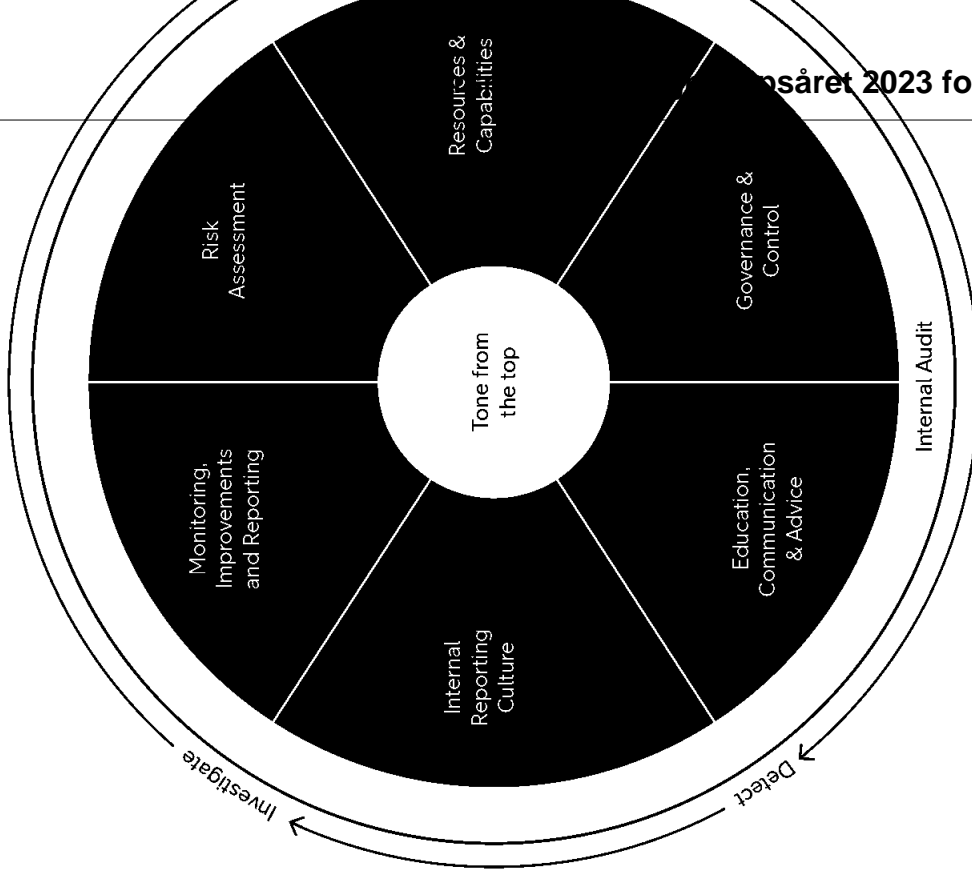 psåret 2023 fo
Resources &
Capabilities
Governance &
Control
Risk
Assessment
Tone from
the top
Internal Audit
Monitoring,
Improvements
and Reporting
Education,
Communication
& Advice
Internal
Reporting
Culture
Detect
Investigate